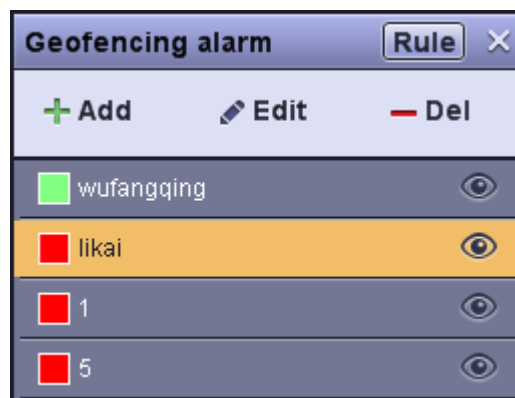 Geofencing alarm Rule
Add Edit Del
wufangqing
likai
1
5